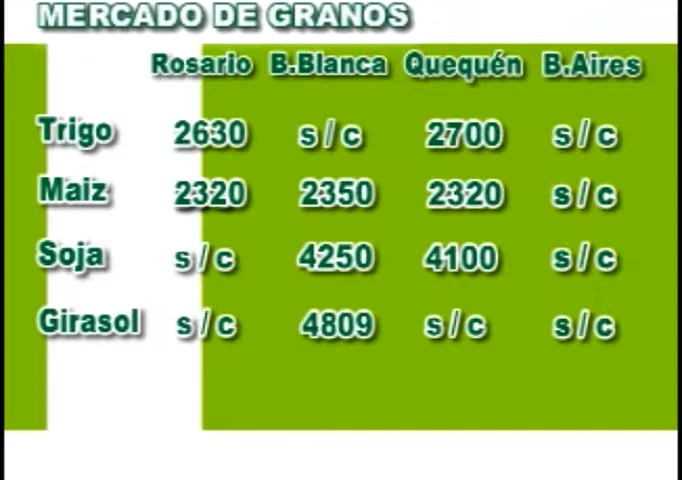 MERCADO DE GRANOS
Rosario B.Blanca Quequén B.Aires
Trigo 2630 s/c 2700 s/c
Maiz 2320 2350 2320 s/c
Soja s/c 4250 4100 s/c
Girasol s/c 4809 s/c s/c